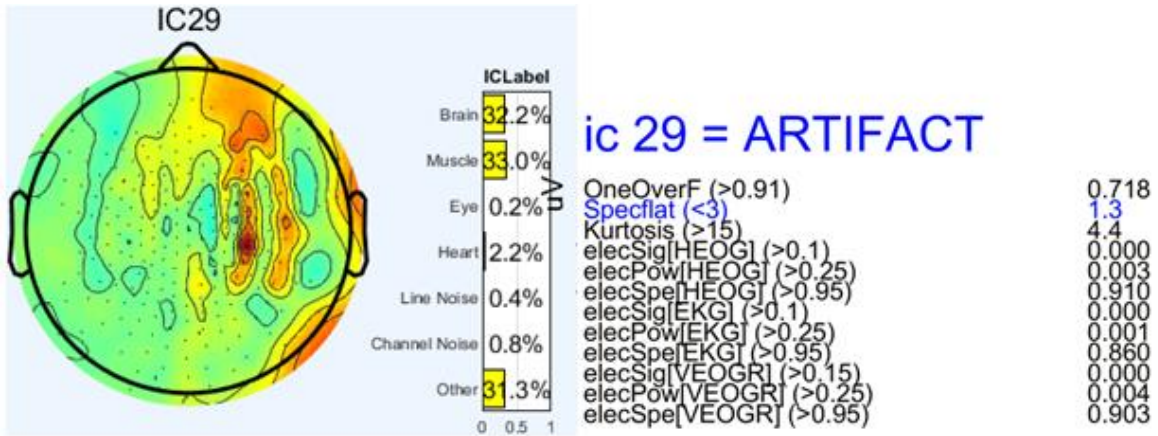 IC29
ICLabel
Brain 32.2%
Muscle 33.0%
Eye 0.2%
Heart 2.2%
Line Noise 0.4%
Channel Noise 0.8%
Other 31.3%
0 0.5 1
uV
ic 29 = ARTIFACT
OneOverF (>0.91) 0.718
Specflat (<3) 1.3
Kurtosis (>15) 4.4
elecSig[HEOG] (>0.1) 0.000
elecPow[HEOG] (>0.25) 0.003
elecSpe[HEOG] (>0.95) 0.910
elecSig[EKG] (>0.1) 0.000
elecPow[EKG] (>0.25) 0.001
elecSpe[EKG] (>0.95) 0.860
elecSig[VEOGR] (>0.15) 0.000
elecPow[VEOGR] (>0.25) 0.004
elecSpe[VEOGR] (>0.95) 0.903